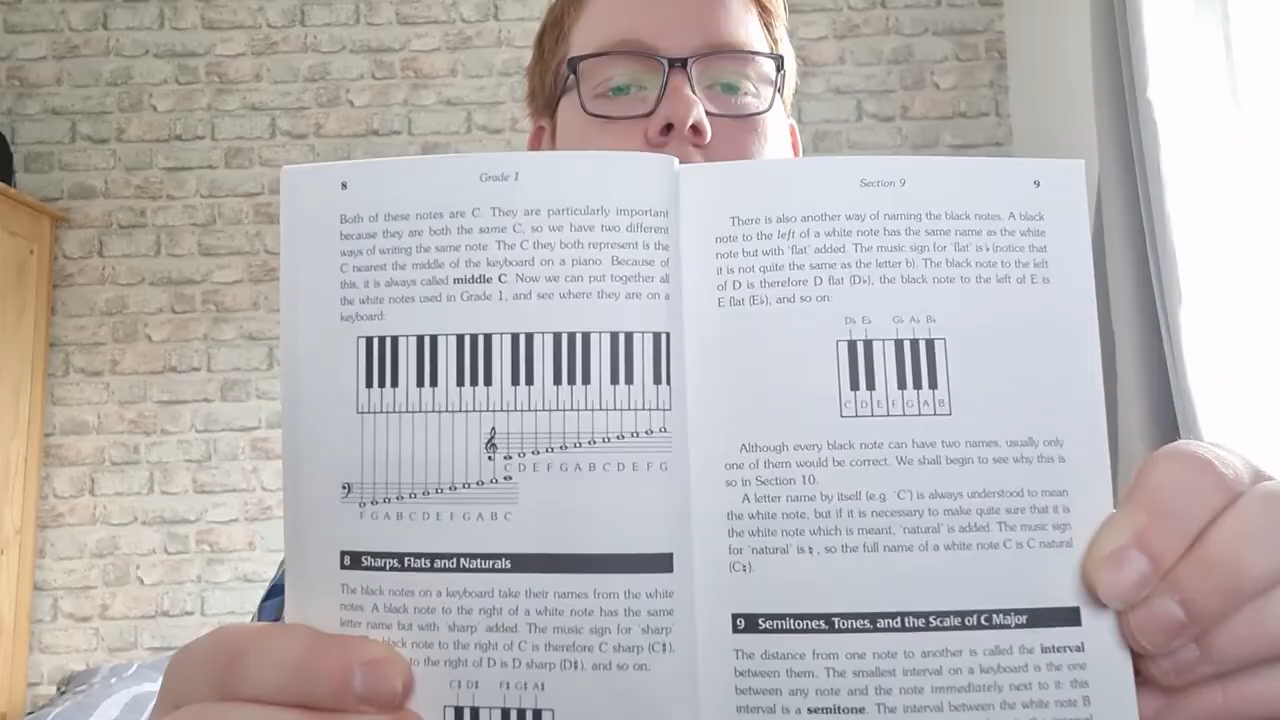 8
Grade 1
Both of these notes are C. They are particularly important
because they are both the same C, so we have two different
ways of writing the same note. The C they both represent is the
C nearest the middle of the keyboard on a piano. Because of
this, it is always called middle C. Now we can put together all
the white notes used in Grade 1, and see where they are on a
keyboard:
C D E F G A B C D E F G
F G A B C D E F G A B C
8 Sharps, Flats and Naturals
The black notes on a keyboard take their names from the white
notes. A black note to the right of a white note has the same
letter name but with 'sharp' added. The music sign for 'sharp'
black note to the right of C is therefore C sharp (C♯),
to the right of D is D sharp (D♯), and so on:
C♯ D♯ F♯ G♯ A♯
Section 9
9
There is also another way of naming the black notes. A black
note to the left of a white note has the same name as the white
note but with 'flat' added. The music sign for 'flat' is ♭ (notice that
it is not quite the same as the letter b). The black note to the left
of D is therefore D flat (D♭), the black note to the left of E is
E flat (E♭), and so on:
D♭ E♭ G♭ A♭ B♭
C D E F G A B
Although every black note can have two names, usually only
one of them would be correct. We shall begin to see why this is
so in Section 10.
A letter name by itself (e.g. 'C') is always understood to mean
the white note, but if it is necessary to make quite sure that it is
the white note which is meant, 'natural' is added. The music sign
for 'natural' is ♮, so the full name of a white note C is C natural
(C♮).
9 Semitones, Tones, and the Scale of C Major
The distance from one note to another is called the interval
between them. The smallest interval on a keyboard is the one
between any note and the note immediately next to it: this
interval is a semitone. The interval between the white note B